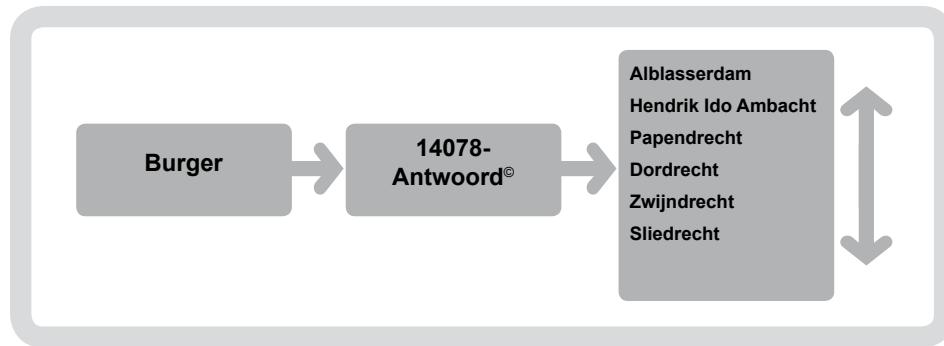 Burger
14078-
Antwoord©
Alblasserdam
Hendrik Ido Ambacht
Papendrecht
Dordrecht
Zwijndrecht
Sliedrecht